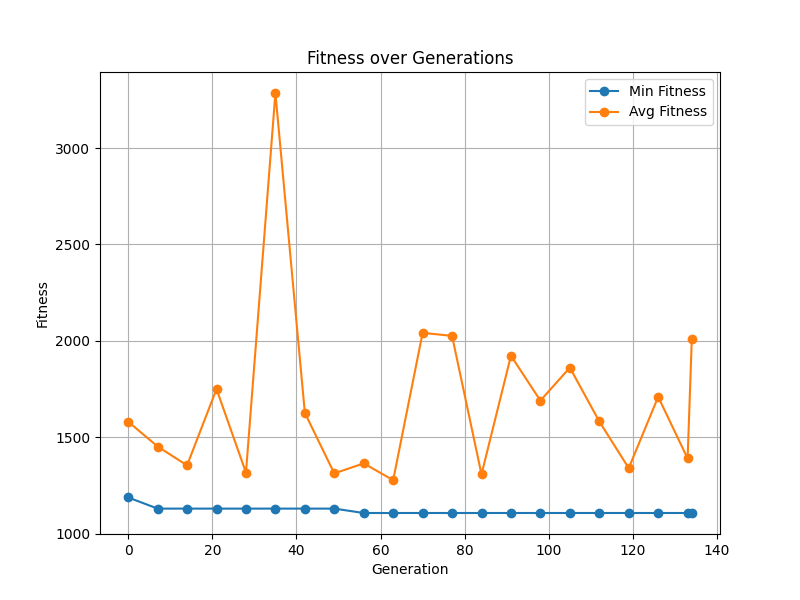 Fitness over Generations
Min Fitness
Avg Fitness
Fitness
3000
2500
2000
1500
1000
0 20 40 60 80 100 120 140
Generation